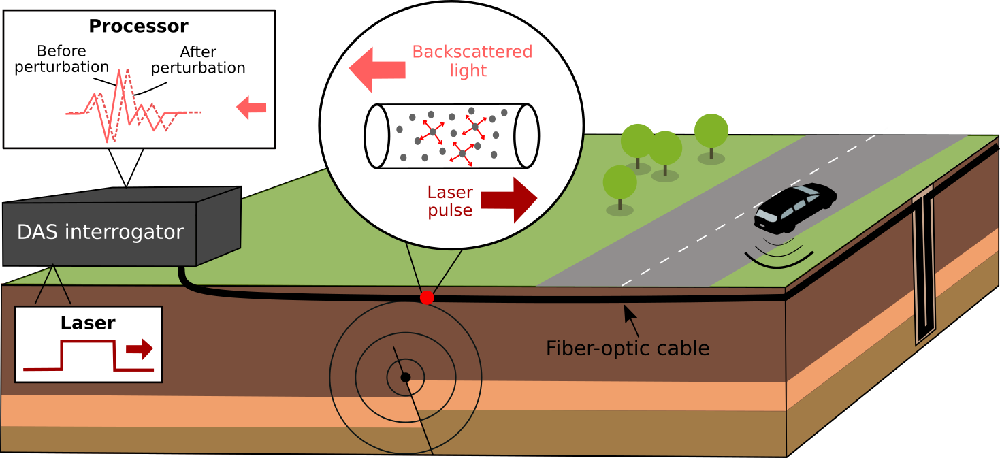 Processor
Before
perturbation
After
perturbation
Backscattered
light
Laser
pulse
DAS interrogator
Laser
Fiber-optic cable